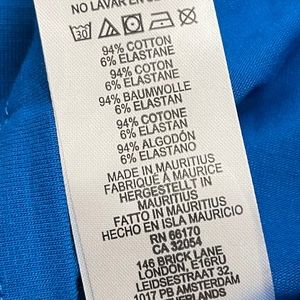 NO LAVAR EN
30
94% COTTON
6% ELASTANE
94% COTON
6% ELASTANE
94% BAUMWOLLE
6% ELASTAN
94% COTONE
6% ELASTAN
94% ALGODÓN
6% ELASTANO
MADE IN MAURITIUS
FABRIQUÉ À MAURICE
HERGESTELLT IN
MAURITIUS
FATTO IN MAURITIUS
HECHO EN ISLA MAURICIO
RN 66170
CA 32054
146 BRICK LANE
LONDON, E16RU
LEIDSESTRAAT 32,
1017 PB AMSTERDAM